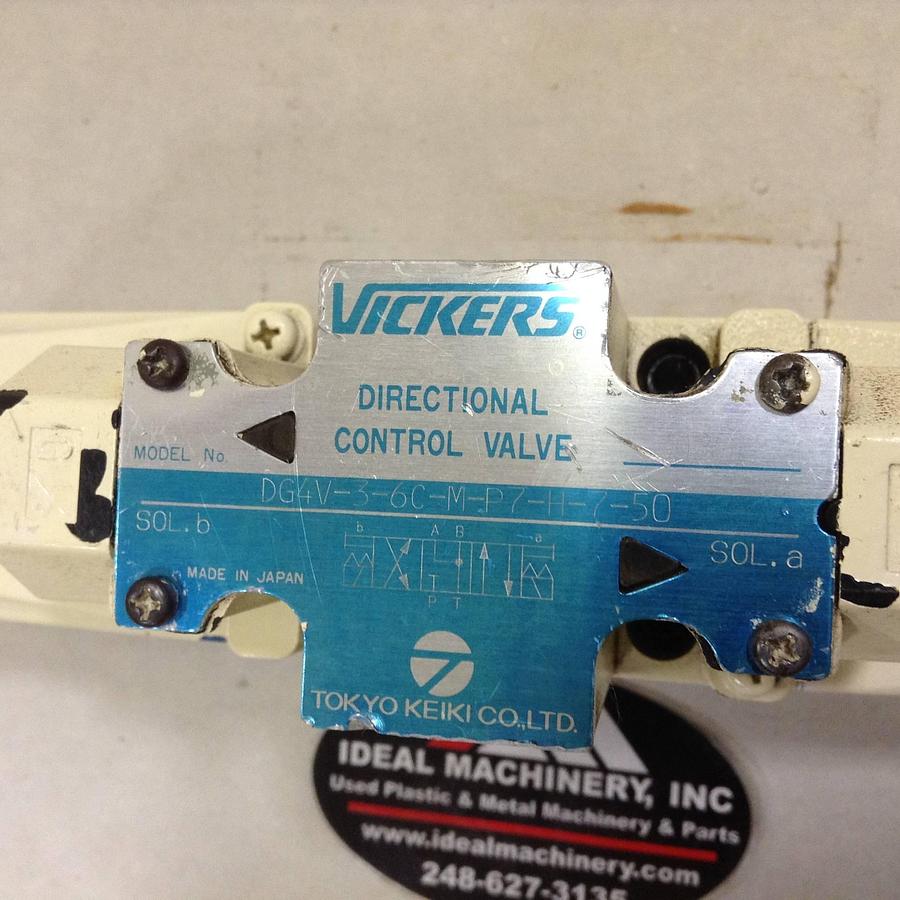 VICKERS®
DIRECTIONAL
CONTROL VALVE
MODEL No.
DG4V-3-6C-M-P7-H-7-50
SOL.b
SOL.a
b A B a
T
P T
MADE IN JAPAN
TOKYO KEIKI CO.,LTD.
b
IDEAL MACHINERY, INC
Used Plastic & Metal Machinery & Parts
www.idealmachinery.com
248-627-3135